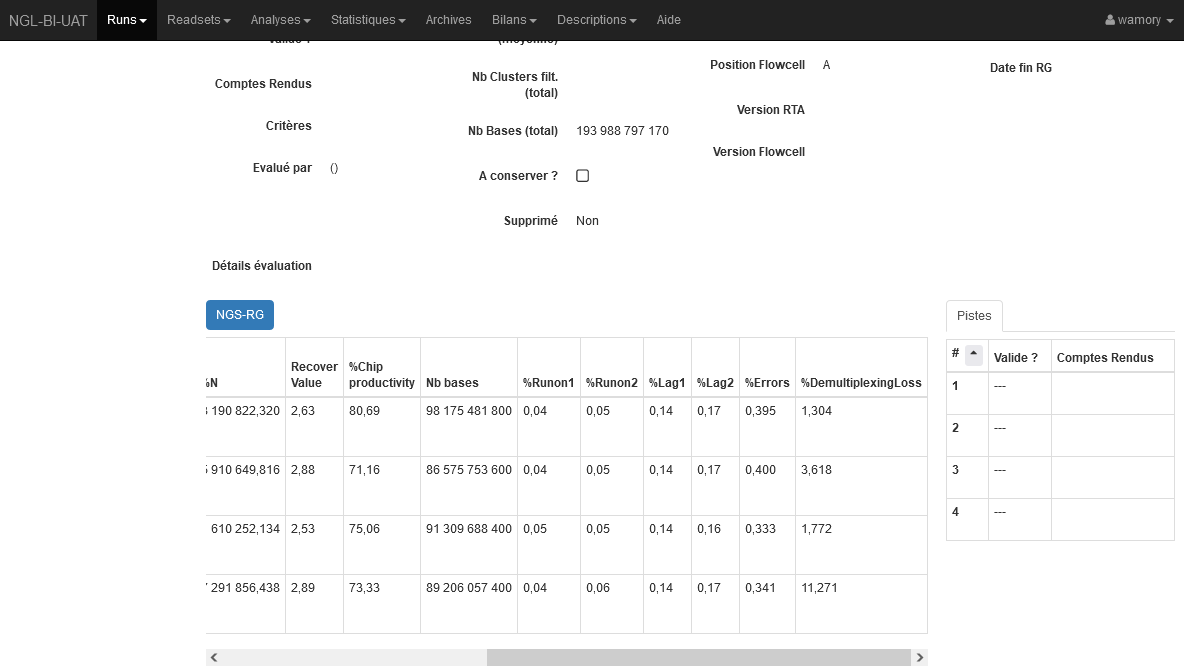 NGL-BI-UAT Runs Readsets Analyses Statistiques Archives Bilans Descriptions Aide wamory
Position Flowcell A
Date fin RG
Comptes Rendus
Nb Clusters filt.
(total)
Version RTA
Critères
Nb Bases (total) 193 988 797 170
Version Flowcell
Evalué par ()
A conserver ?
Supprimé Non
Détails évaluation
NGS-RG
Pistes
%N Recover Value %Chip productivity Nb bases %Runon1 %Runon2 %Lag1 %Lag2 %Errors %DemultiplexingLoss
190 822,320 2,63 80,69 98 175 481 800 0,04 0,05 0,14 0,17 0,395 1,304
910 649,816 2,88 71,16 86 575 753 600 0,04 0,05 0,14 0,17 0,400 3,618
610 252,134 2,53 75,06 91 309 688 400 0,05 0,05 0,14 0,16 0,333 1,772
291 856,438 2,89 73,33 89 206 057 400 0,04 0,06 0,14 0,17 0,341 11,271
# Valide ? Comptes Rendus
1 ---
2 ---
3 ---
4 ---